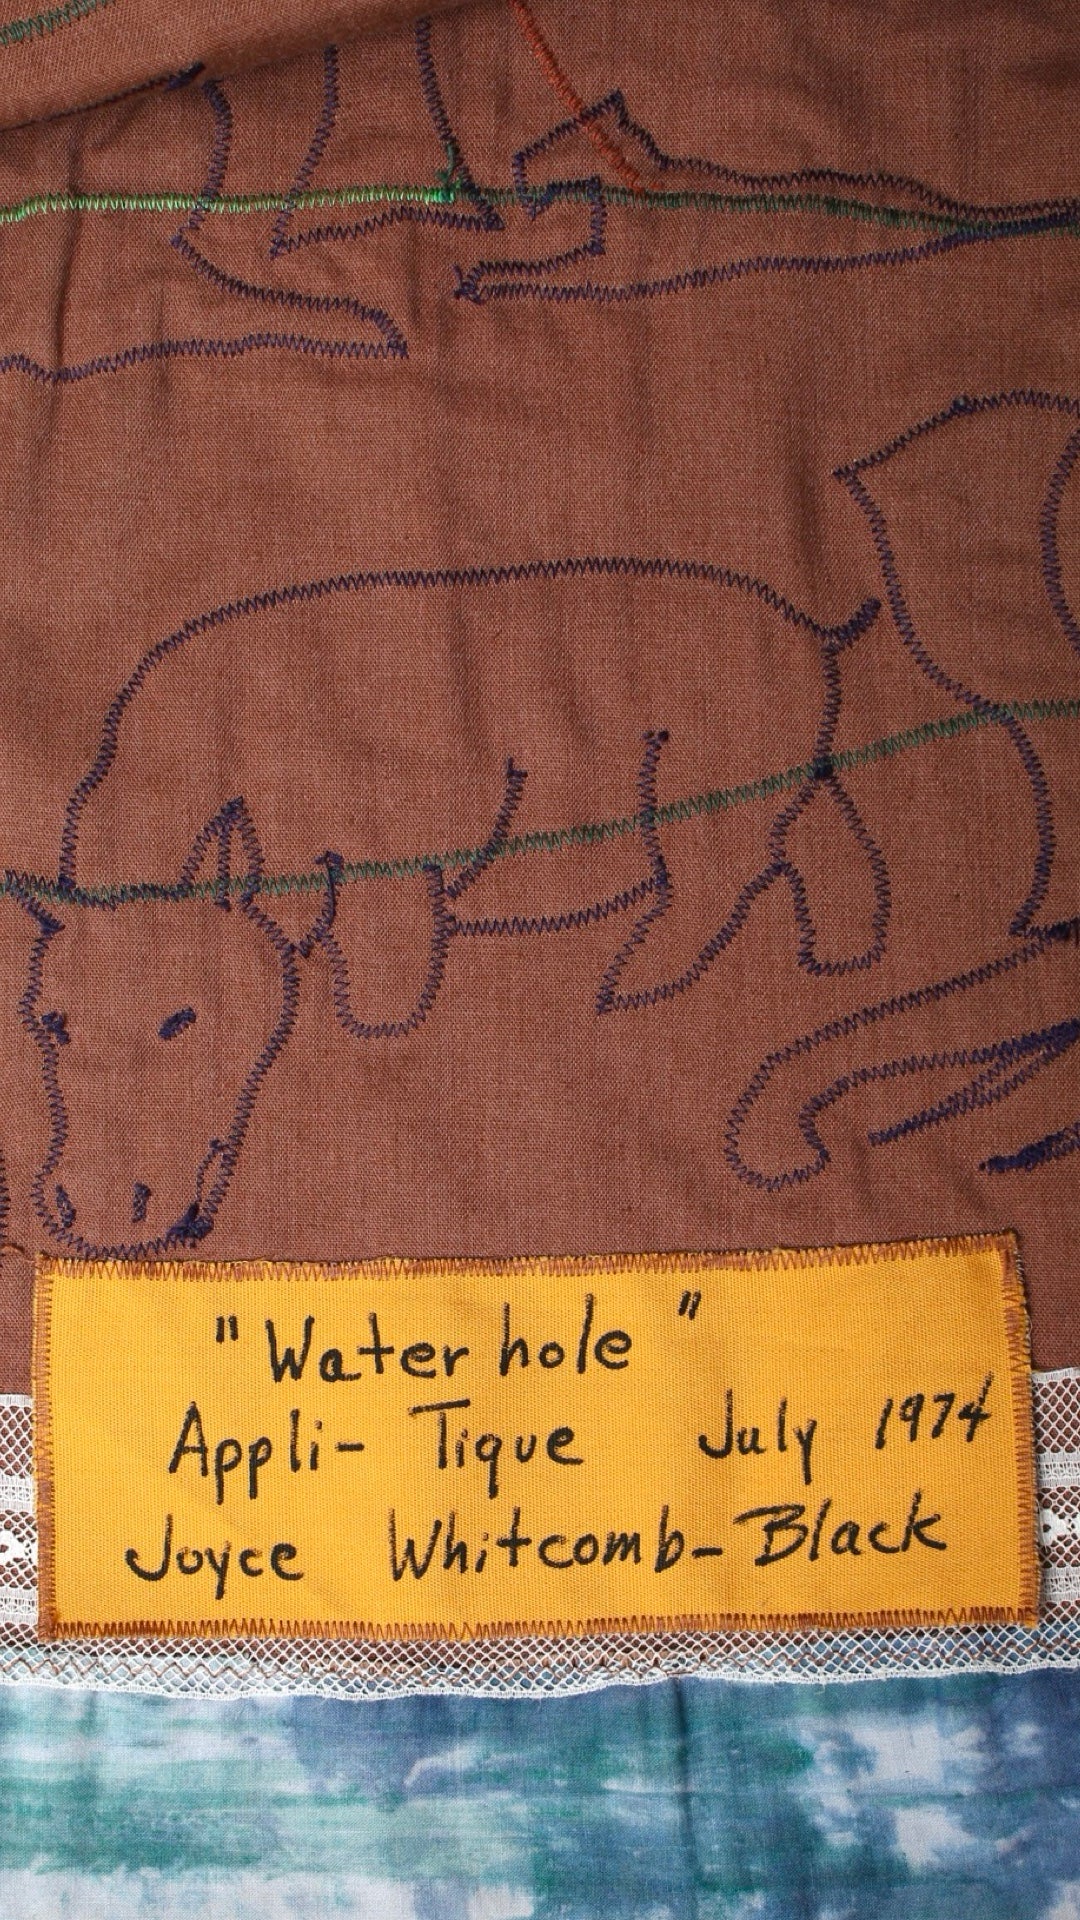 "Water hole"
Appli- Tique July 1974
Joyce Whitcomb-Black